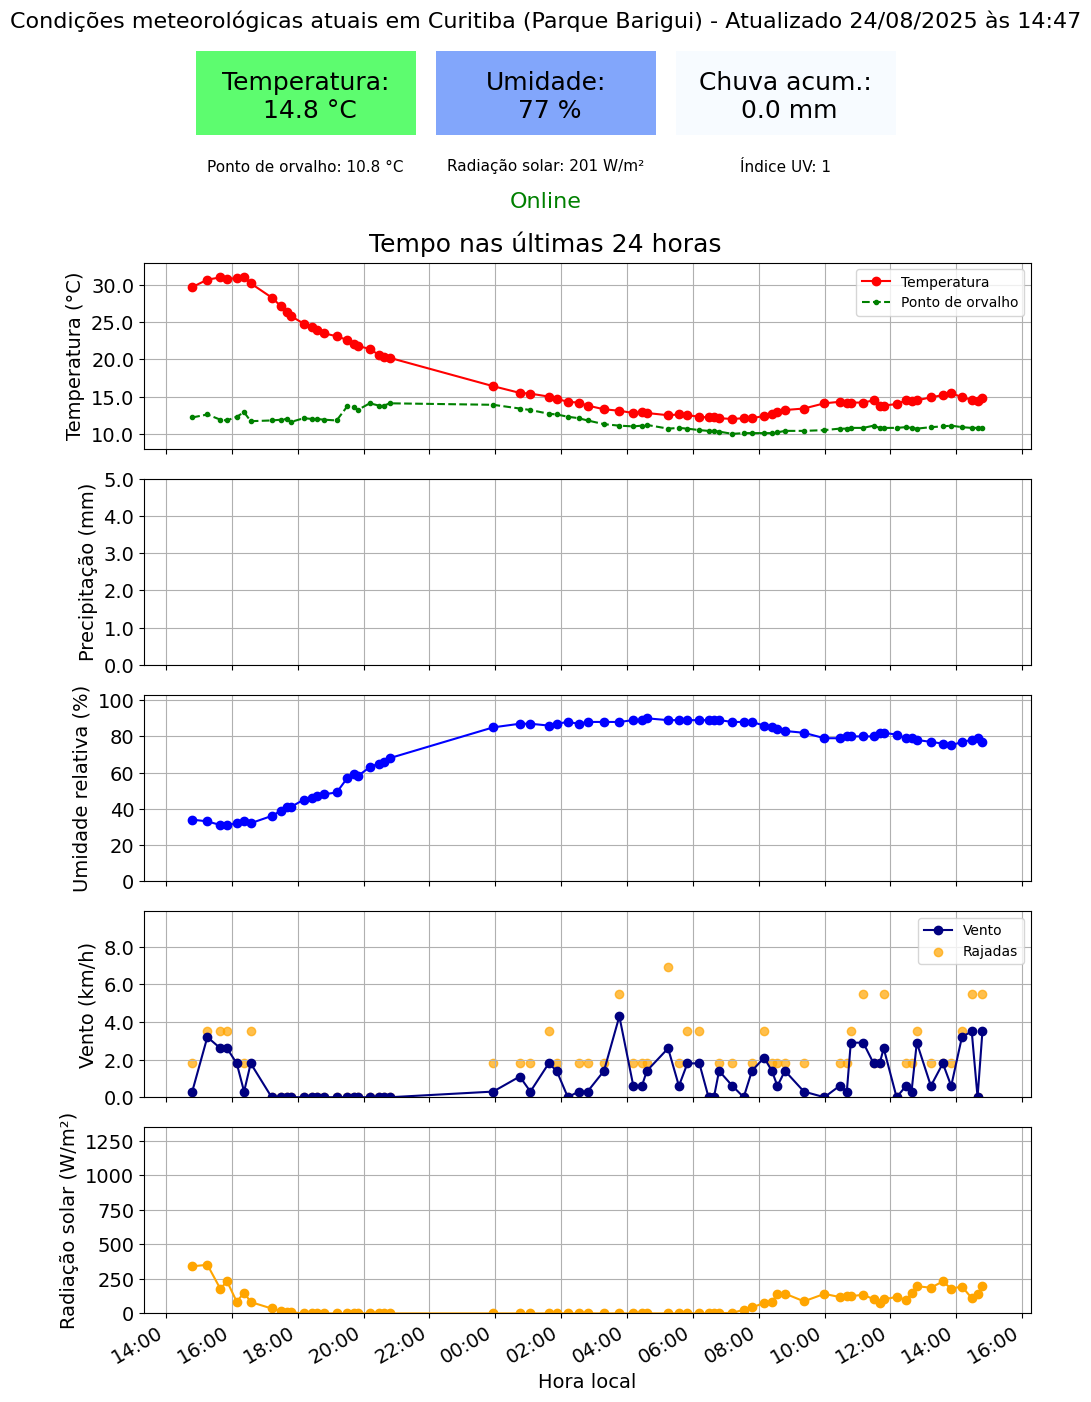 Condições meteorológicas atuais em Curitiba (Parque Barigui) - Atualizado 24/08/2025 às 14:47
Temperatura:
14.8 °C
Umidade:
77 %
Chuva acum.:
0.0 mm
Ponto de orvalho: 10.8 °C
Radiação solar: 201 W/m²
Índice UV: 1
Online
Tempo nas últimas 24 horas
Temperatura (°C)
30.0
25.0
20.0
15.0
10.0
Temperatura
Ponto de orvalho
Precipitação (mm)
5.0
4.0
3.0
2.0
1.0
0.0
Umidade relativa (%)
100
80
60
40
20
0
Vento (km/h)
8.0
6.0
4.0
2.0
0.0
Vento
Rajadas
Radiação solar (W/m²)
1250
1000
750
500
250
0
14:00
16:00
18:00
20:00
22:00
00:00
02:00
04:00
06:00
08:00
10:00
12:00
14:00
16:00
Hora local